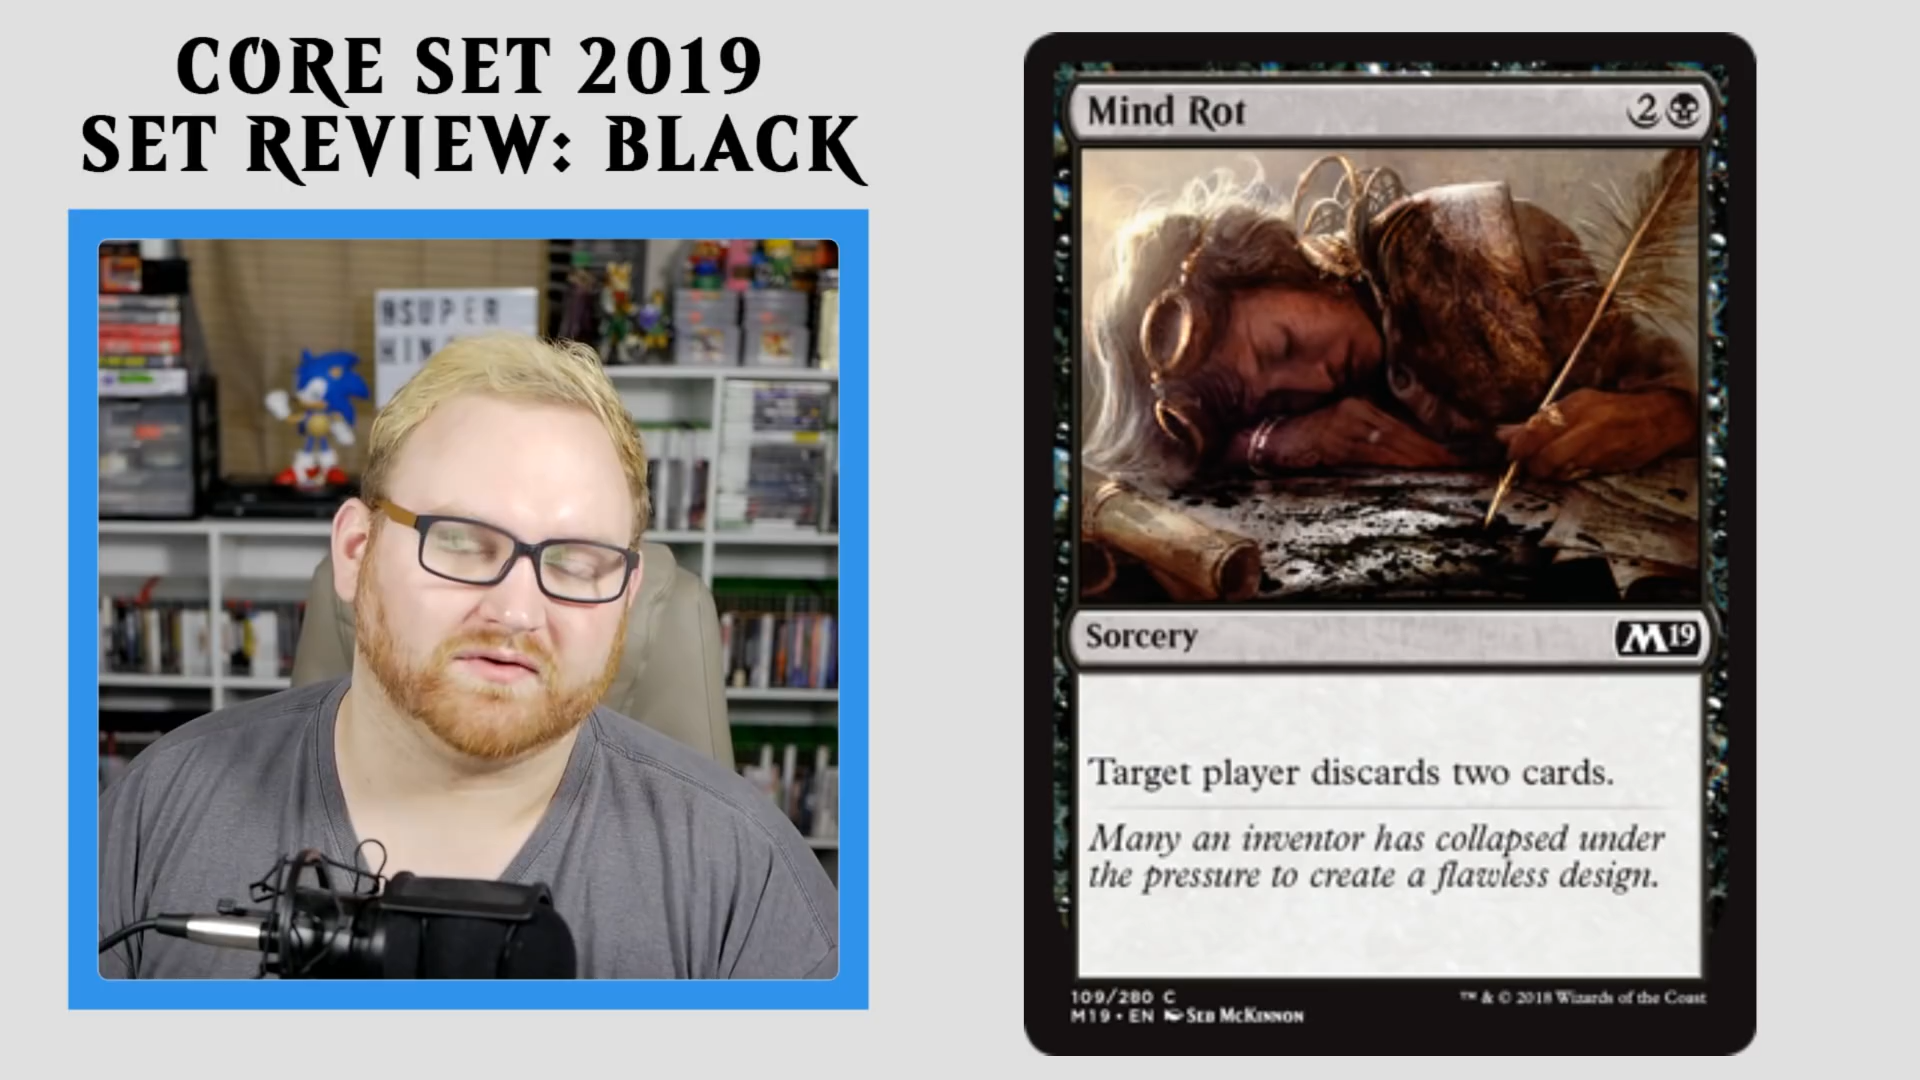 CORE SET 2019
SET REVIEW: BLACK
SUPER
Mind Rot 2
Sorcery M19
Target player discards two cards.
Many an inventor has collapsed under
the pressure to create a flawless design.
109/280 C
M19 • EN SEB MCKINNON
™ & © 2018 Wizards of the Coast